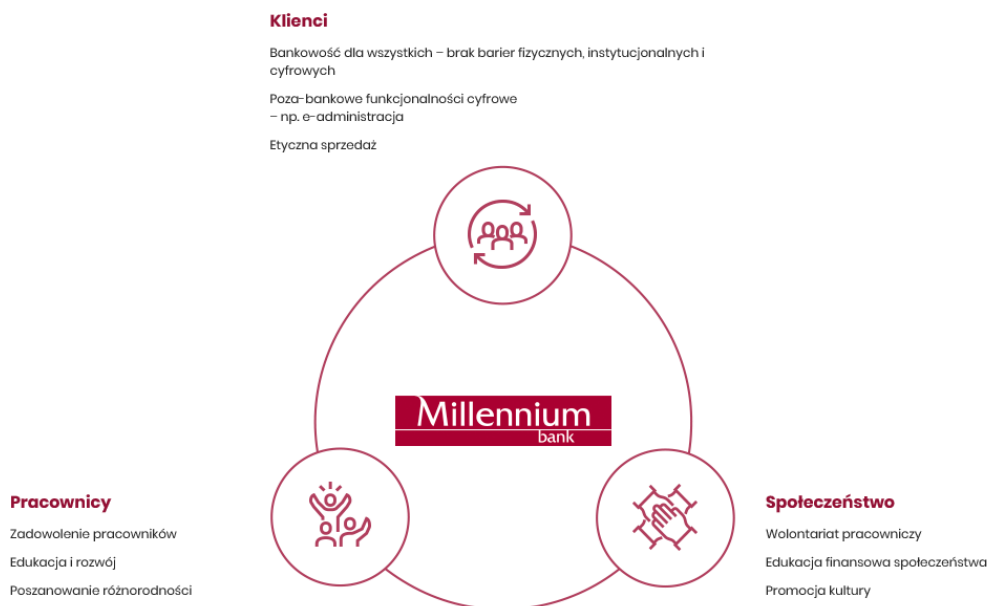 Klienci
Bankowość dla wszystkich – brak barier fizycznych, instytucjonalnych i
cyfrowych
Poza-bankowe funkcjonalności cyfrowe
– np. e-administracja
Etyczna sprzedaż
Millennium
bank
Pracownicy
Zadowolenie pracowników
Edukacja i rozwój
Poszanowanie różnorodności
Społeczeństwo
Wolontariat pracowniczy
Edukacja finansowa społeczeństwa
Promocja kultury